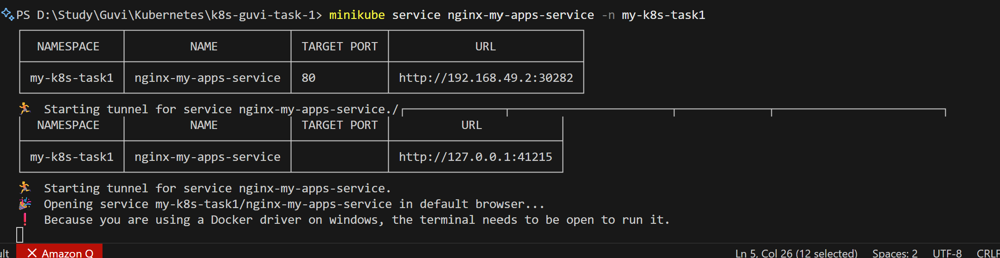 PS D:\Study\Guvi\Kubernetes\k8s-guvi-task-1> minikube service nginx-my-apps-service -n my-k8s-task1
NAMESPACE NAME TARGET PORT URL
my-k8s-task1 nginx-my-apps-service 80 http://192.168.49.2:30282
🏃 Starting tunnel for service nginx-my-apps-service./
NAMESPACE NAME TARGET PORT URL
my-k8s-task1 nginx-my-apps-service http://127.0.0.1:41215
🏃 Starting tunnel for service nginx-my-apps-service.
🎉 Opening service my-k8s-task1/nginx-my-apps-service in default browser...
❗ Because you are using a Docker driver on windows, the terminal needs to be open to run it.
Amazon Q Ln 5, Col 26 (12 selected) Spaces: 2 UTF-8